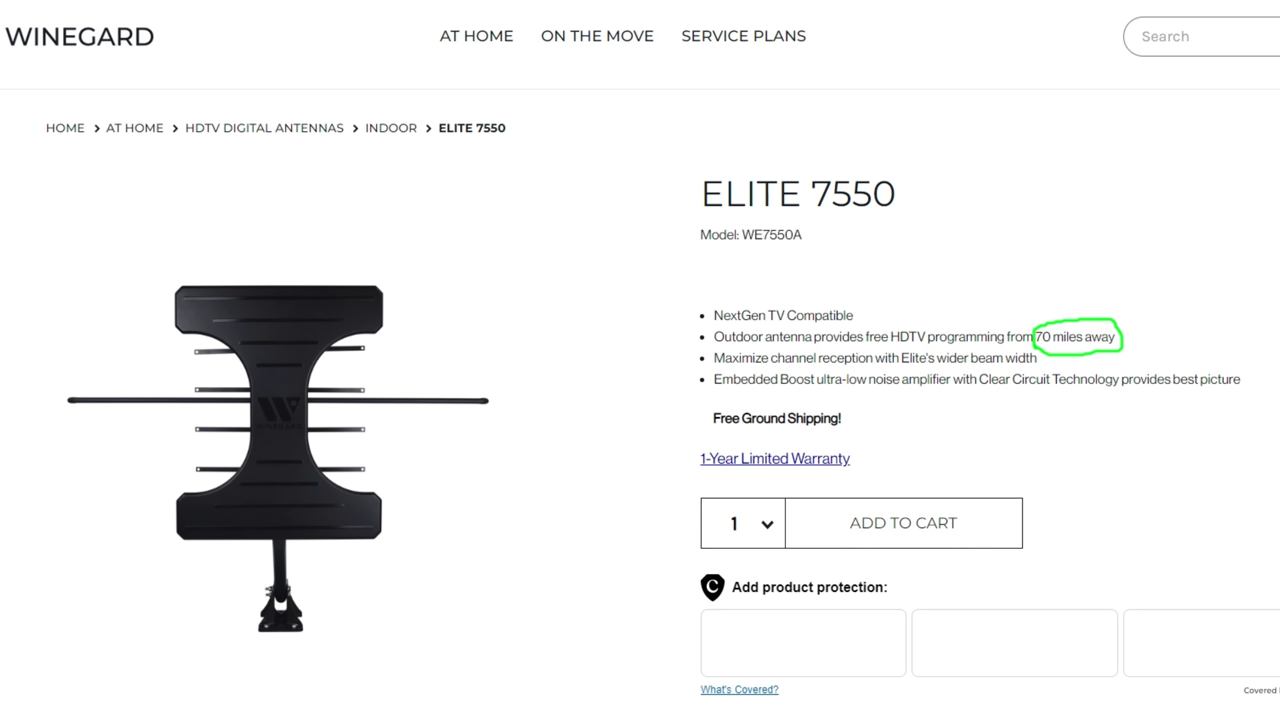 WINEGARD
AT HOME ON THE MOVE SERVICE PLANS
Search
HOME > AT HOME > HDTV DIGITAL ANTENNAS > INDOOR > ELITE 7550
ELITE 7550
Model: WE7550A
• NextGen TV Compatible
• Outdoor antenna provides free HDTV programming from 70 miles away
• Maximize channel reception with Elite's wider beam width
• Embedded Boost ultra-low noise amplifier with Clear Circuit Technology provides best picture
Free Ground Shipping!
1-Year Limited Warranty
1 ADD TO CART
C Add product protection:
What's Covered?
Covered
WINEGARD